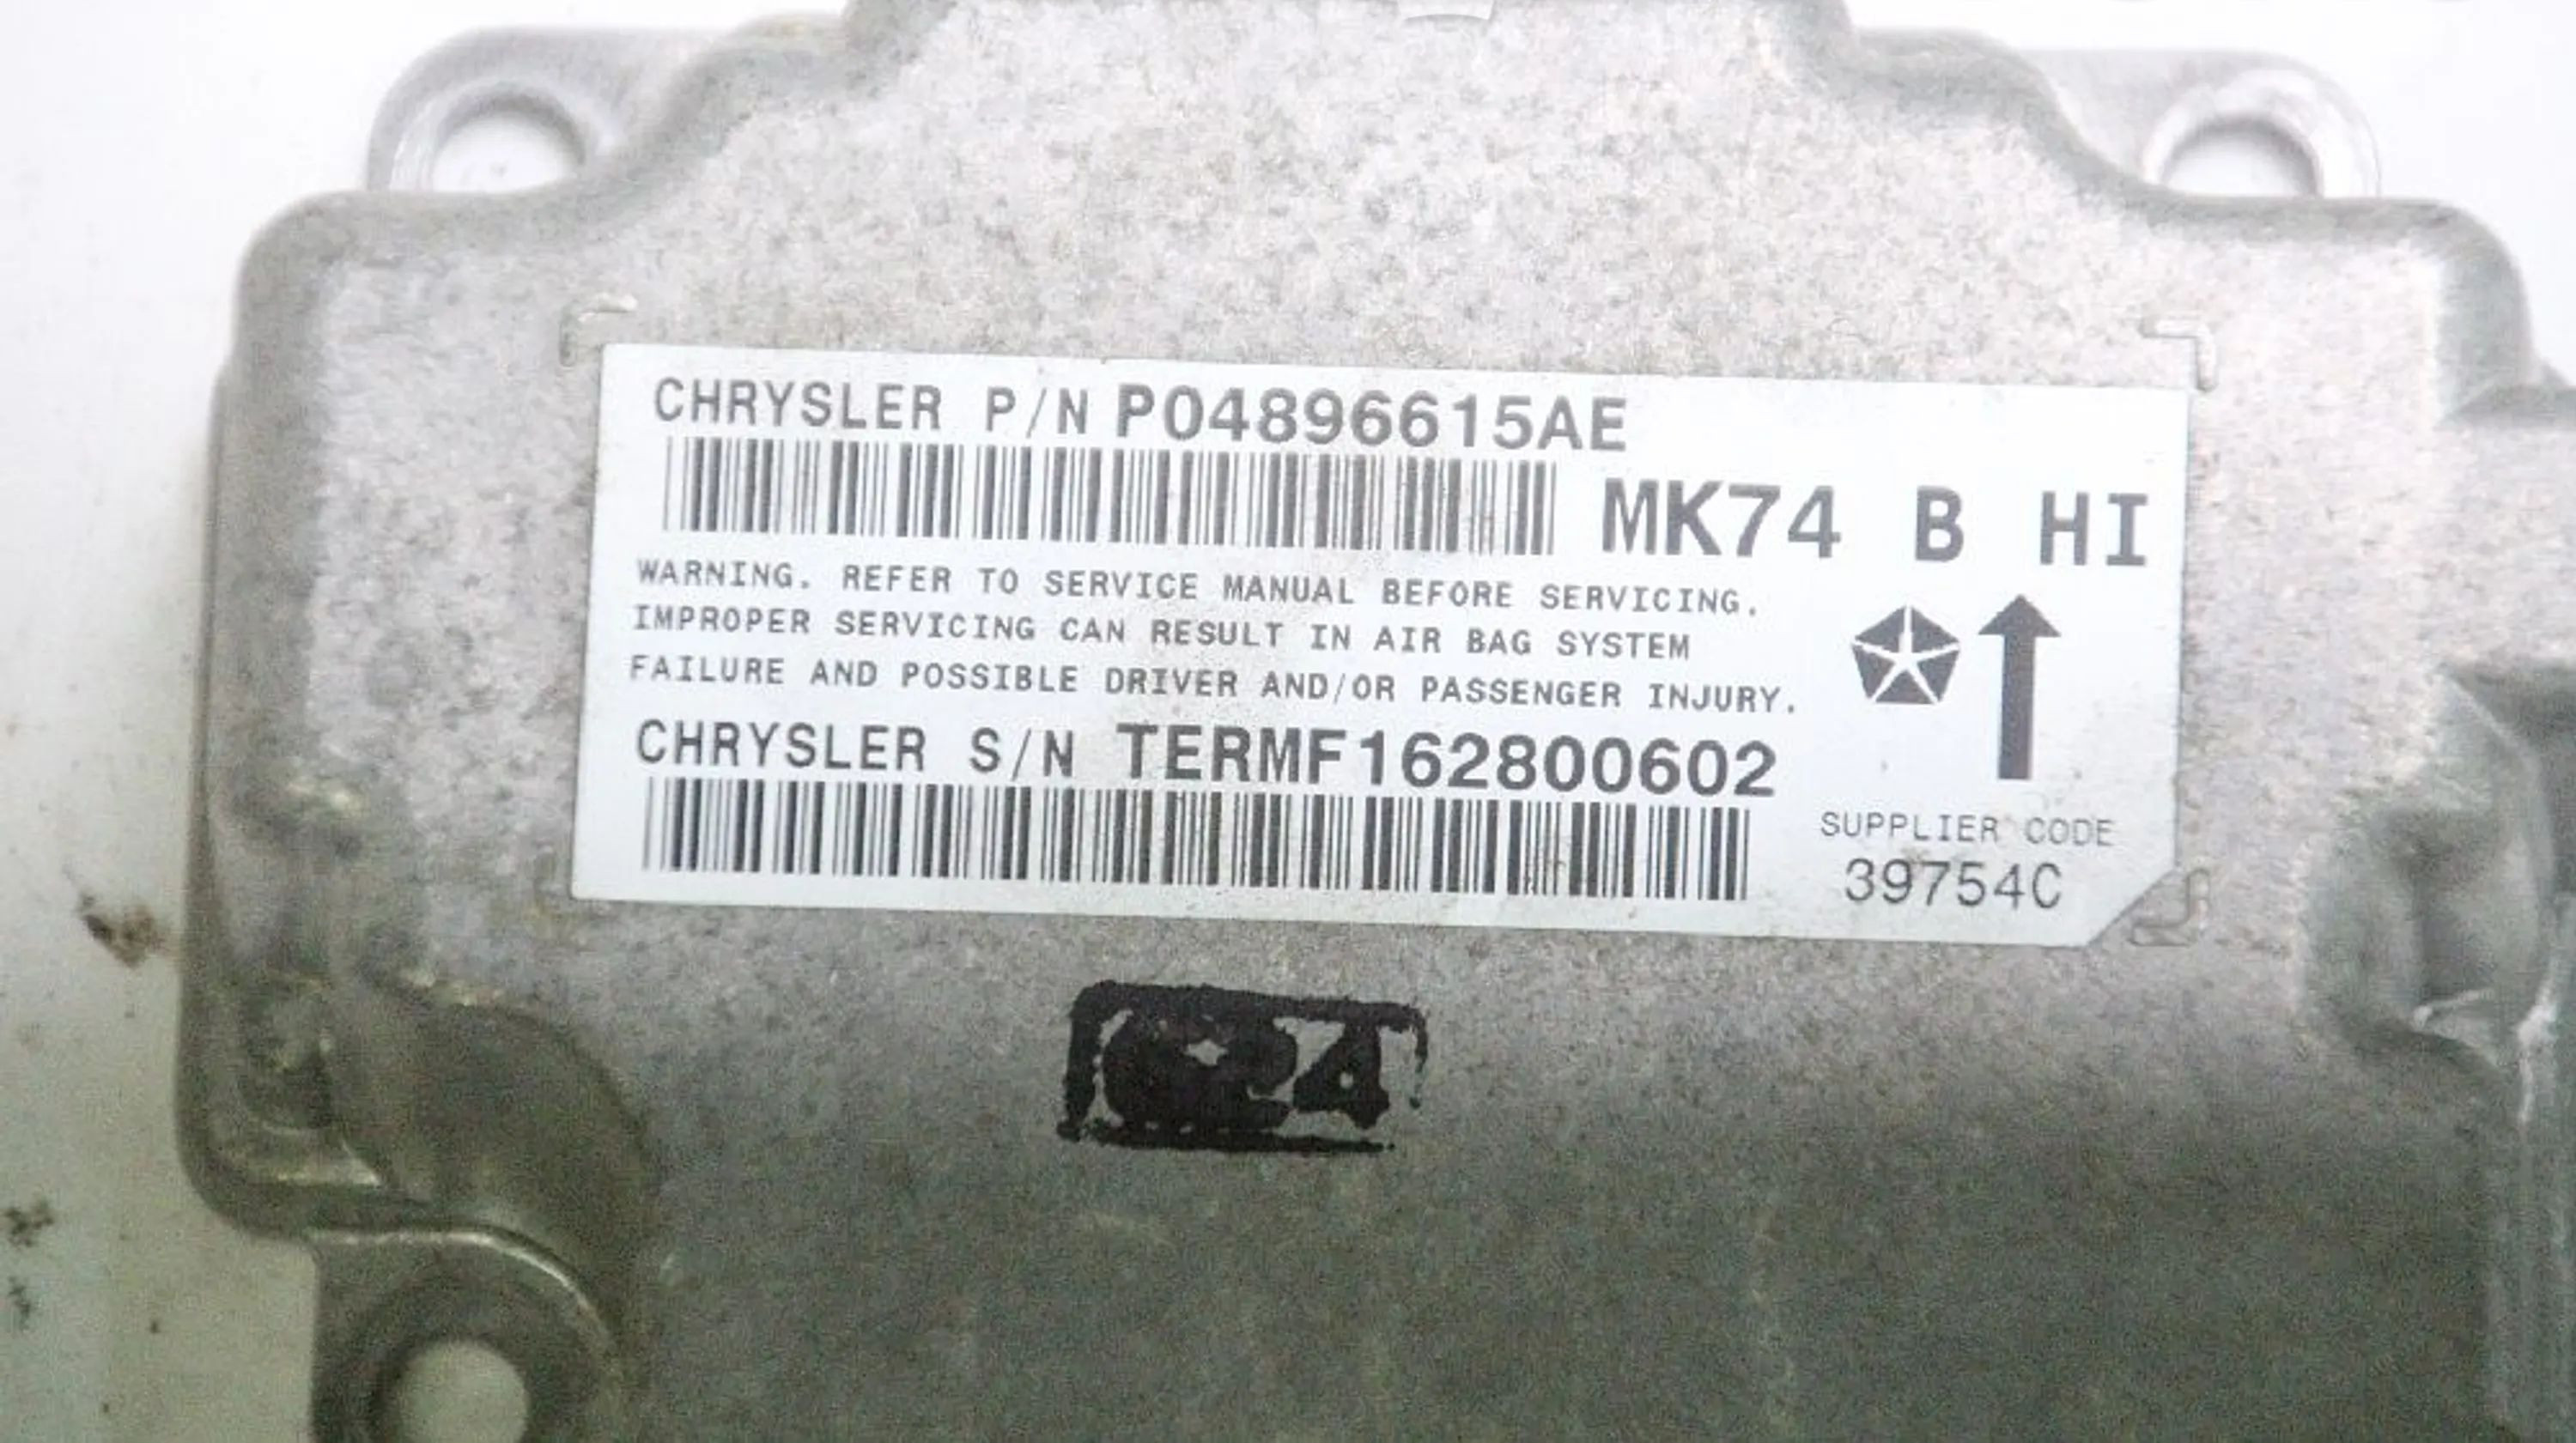 CHRYSLER P/N P04896615AE
MK74 B HI
WARNING. REFER TO SERVICE MANUAL BEFORE SERVICING.
IMPROPER SERVICING CAN RESULT IN AIR BAG SYSTEM
FAILURE AND POSSIBLE DRIVER AND/OR PASSENGER INJURY.
CHRYSLER S/N TERMF162800602
SUPPLIER CODE
39754C